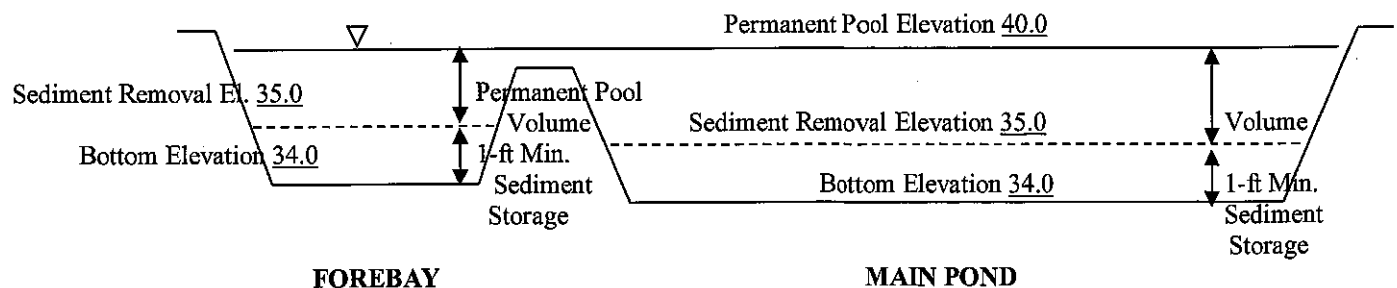 Permanent Pool Elevation 40.0
Sediment Removal El. 35.0
Permanent Pool
Volume
Bottom Elevation 34.0
1-ft Min.
Sediment
Storage
Sediment Removal Elevation 35.0
Volume
Bottom Elevation 34.0
1-ft Min.
Sediment
Storage
FOREBAY
MAIN POND